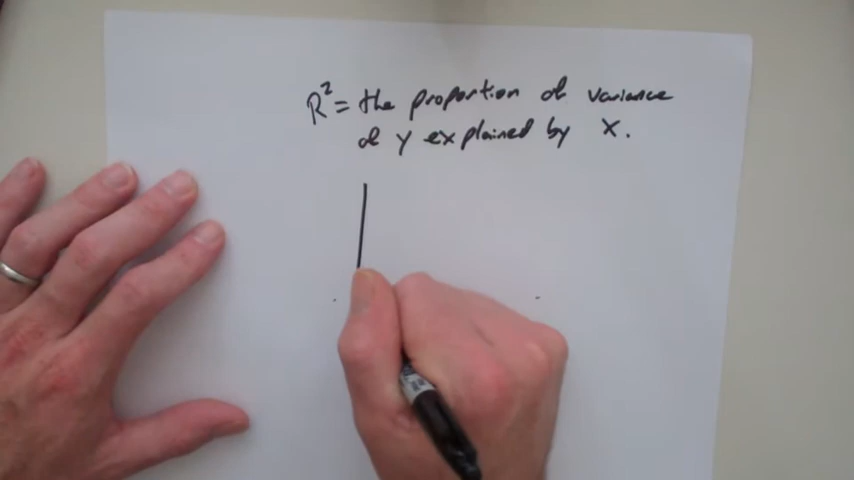 R² = the proportion of variance
of y explained by x.